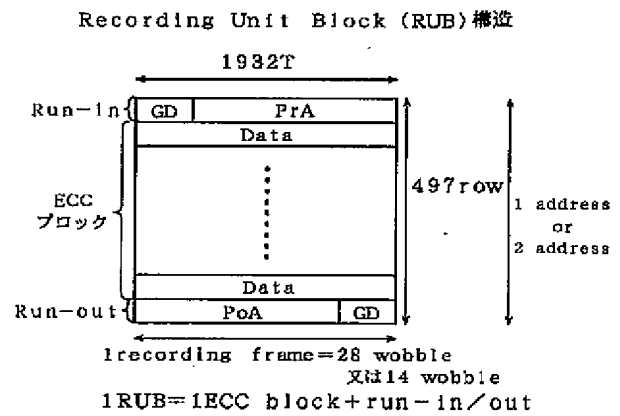 Recording Unit Block (RUB)構造
1932T
Run-in
GD
PrA
Data
ECC
ブロック
497row
1 address
or
2 address
Data
Run-out
PoA
GD
1recording frame=28 wobble
又は14 wobble
1RUB=1ECC block+run-in/out